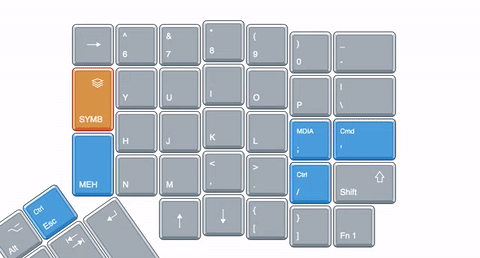 → ^ & * ( ) _
6 7 8 9 0 -
SYMB Y U I O P | \
H J K L MDIA ; Cmd '
MEH N M < , > . Ctrl / Shift
Ctrl Esc
Alt
↑ ↓ { [ } ] Fn 1